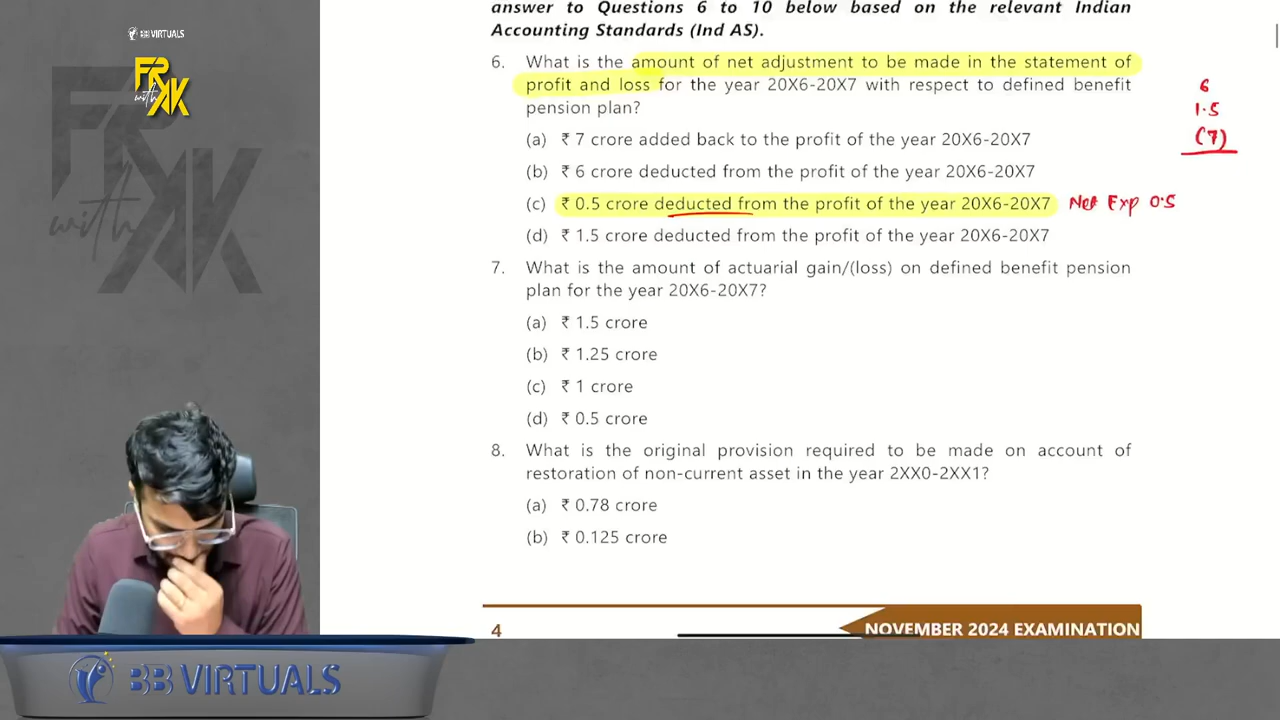 BB VIRTUALS
FR
with
AK
FR
with
AK
answer to Questions 6 to 10 below based on the relevant Indian
Accounting Standards (Ind AS).
6. What is the amount of net adjustment to be made in the statement of
profit and loss for the year 20X6-20X7 with respect to defined benefit
pension plan?
(a) ₹ 7 crore added back to the profit of the year 20X6-20X7
(b) ₹ 6 crore deducted from the profit of the year 20X6-20X7
(c) ₹ 0.5 crore deducted from the profit of the year 20X6-20X7 Net Exp 0.5
(d) ₹ 1.5 crore deducted from the profit of the year 20X6-20X7
6
1.5
(7)
7. What is the amount of actuarial gain/(loss) on defined benefit pension
plan for the year 20X6-20X7?
(a) ₹ 1.5 crore
(b) ₹ 1.25 crore
(c) ₹ 1 crore
(d) ₹ 0.5 crore
8. What is the original provision required to be made on account of
restoration of non-current asset in the year 2XX0-2XX1?
(a) ₹ 0.78 crore
(b) ₹ 0.125 crore
4 NOVEMBER 2024 EXAMINATION
BB VIRTUALS